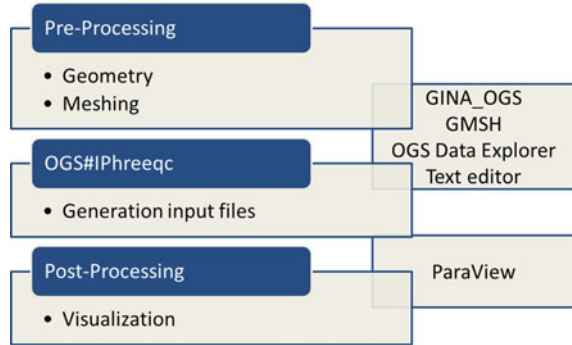 Pre-Processing
• Geometry
• Meshing
GINA_OGS
GMSH
OGS Data Explorer
Text editor
OGS#IPhreeqc
• Generation input files
Post-Processing
• Visualization
ParaView